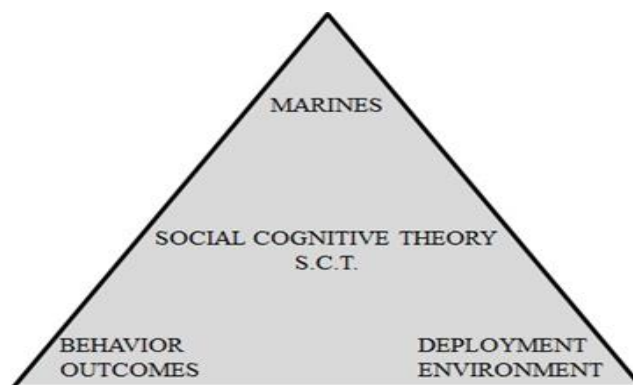 MARINES
SOCIAL COGNITIVE THEORY
S.C.T.
BEHAVIOR
OUTCOMES
DEPLOYMENT
ENVIRONMENT